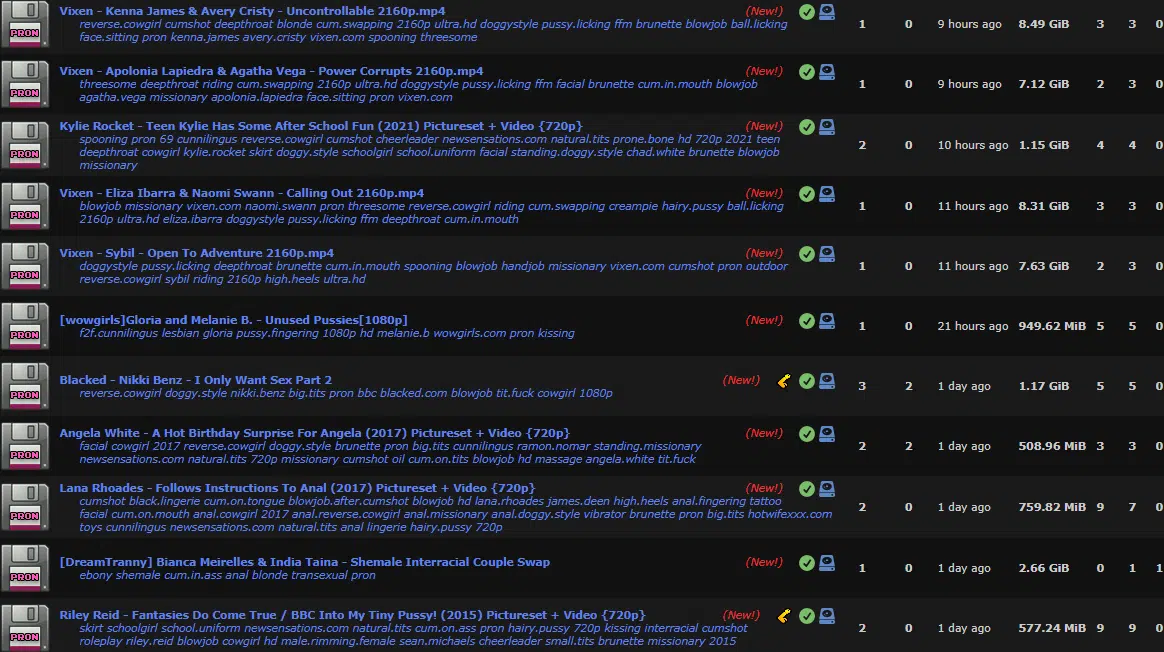 Vixen - Kenna James & Avery Cristy - Uncontrollable 2160p.mp4 (New!)
reverse.cowgirl cumshot deepthroat blonde cum.swapping 2160p ultra.hd doggystyle pussy.licking ffm brunette blowjob ball.licking
face.sitting pron kenna.james avery.cristy vixen.com spooning threesome
PRON 1 0 9 hours ago 8.49 GiB 3 3 0
Vixen - Apolonia Lapiedra & Agatha Vega - Power Corrupts 2160p.mp4 (New!)
threesome deepthroat riding cum.swapping 2160p ultra.hd doggystyle pussy.licking ffm facial brunette cum.in.mouth blowjob
agatha.vega missionary apolonia.lapiedra face.sitting pron vixen.com
PRON 1 0 9 hours ago 7.12 GiB 2 3 0
Kylie Rocket - Teen Kylie Has Some After School Fun (2021) Pictureset + Video {720p} (New!)
spooning pron 69 cunnilingus reverse.cowgirl cumshot cheerleader newsensations.com natural.tits prone.bone hd 720p 2021 teen
deepthroat cowgirl kylie.rocket skirt doggy.style schoolgirl school.uniform facial standing.doggy.style chad.white brunette blowjob
missionary
PRON 2 0 10 hours ago 1.15 GiB 4 4 0
Vixen - Eliza Ibarra & Naomi Swann - Calling Out 2160p.mp4 (New!)
blowjob missionary vixen.com naomi.swann pron threesome reverse.cowgirl riding cum.swapping creampie hairy.pussy ball.licking
2160p ultra.hd eliza.ibarra doggystyle pussy.licking ffm deepthroat cum.in.mouth
PRON 1 0 11 hours ago 8.31 GiB 3 3 0
Vixen - Sybil - Open To Adventure 2160p.mp4 (New!)
doggystyle pussy.licking deepthroat brunette cum.in.mouth spooning blowjob handjob missionary vixen.com cumshot pron outdoor
reverse.cowgirl sybil riding 2160p high.heels ultra.hd
PRON 1 0 11 hours ago 7.63 GiB 2 3 0
[wowgirls]Gloria and Melanie B. - Unused Pussies[1080p] (New!)
f2f.cunnilingus lesbian gloria pussy.fingering 1080p hd melanie.b wowgirls.com pron kissing
PRON 1 0 21 hours ago 949.62 MiB 5 5 0
Blacked - Nikki Benz - I Only Want Sex Part 2 (New!)
reverse.cowgirl doggy.style nikki.benz big.tits pron bbc blacked.com blowjob tit.fuck cowgirl 1080p
PRON 3 2 1 day ago 1.17 GiB 5 5 0
Angela White - A Hot Birthday Surprise For Angela (2017) Pictureset + Video {720p} (New!)
facial cowgirl 2017 reverse.cowgirl doggy.style brunette pron big.tits cunnilingus ramon.nomar standing.missionary
newsensations.com natural.tits 720p missionary cumshot oil cum.on.tits blowjob hd massage angela.white tit.fuck
PRON 2 2 1 day ago 508.96 MiB 3 3 0
Lana Rhoades - Follows Instructions To Anal (2017) Pictureset + Video {720p} (New!)
cumshot black.lingerie cum.on.tongue blowjob.after.cumshot blowjob hd lana.rhoades james.deen high.heels anal.fingering tattoo
facial cum.on.mouth anal.cowgirl 2017 anal.reverse.cowgirl anal.missionary anal.doggy.style vibrator brunette pron big.tits hotwifexxx.com
toys cunnilingus newsensations.com natural.tits anal lingerie hairy.pussy 720p
PRON 2 0 1 day ago 759.82 MiB 9 7 0
[DreamTranny] Bianca Meirelles & India Taina - Shemale Interracial Couple Swap (New!)
ebony shemale cum.in.ass anal blonde transexual pron
PRON 1 0 1 day ago 2.66 GiB 0 1 1
Riley Reid - Fantasies Do Come True / BBC Into My Tiny Pussy! (2015) Pictureset + Video {720p} (New!)
skirt schoolgirl school.uniform newsensations.com natural.tits cum.on.ass pron hairy.pussy 720p kissing interracial cumshot
roleplay riley.reid blowjob cowgirl hd male.rimming.female sean.michaels cheerleader small.tits brunette missionary 2015
PRON 2 0 1 day ago 577.24 MiB 9 9 0